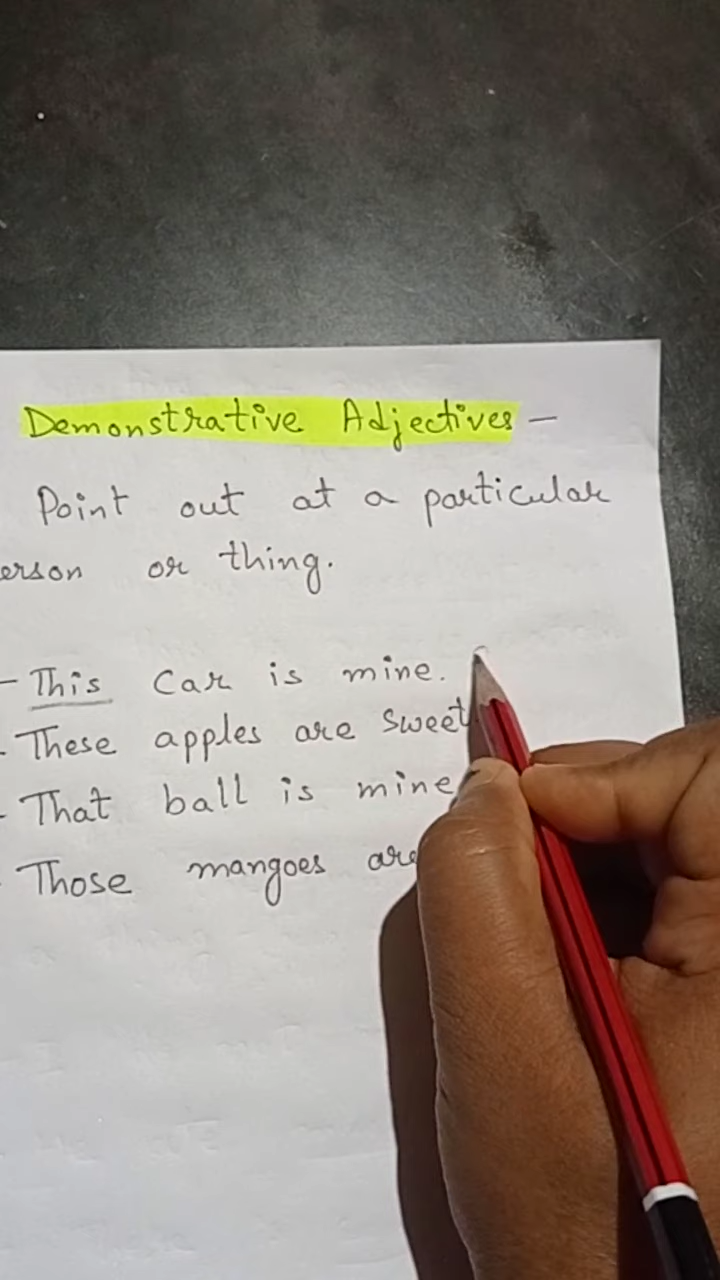 Demonstrative Adjectives -
Point out at a particular
erson or thing.
- This Car is mine.
- These apples are sweet
- That ball is mine
- Those mangoes are